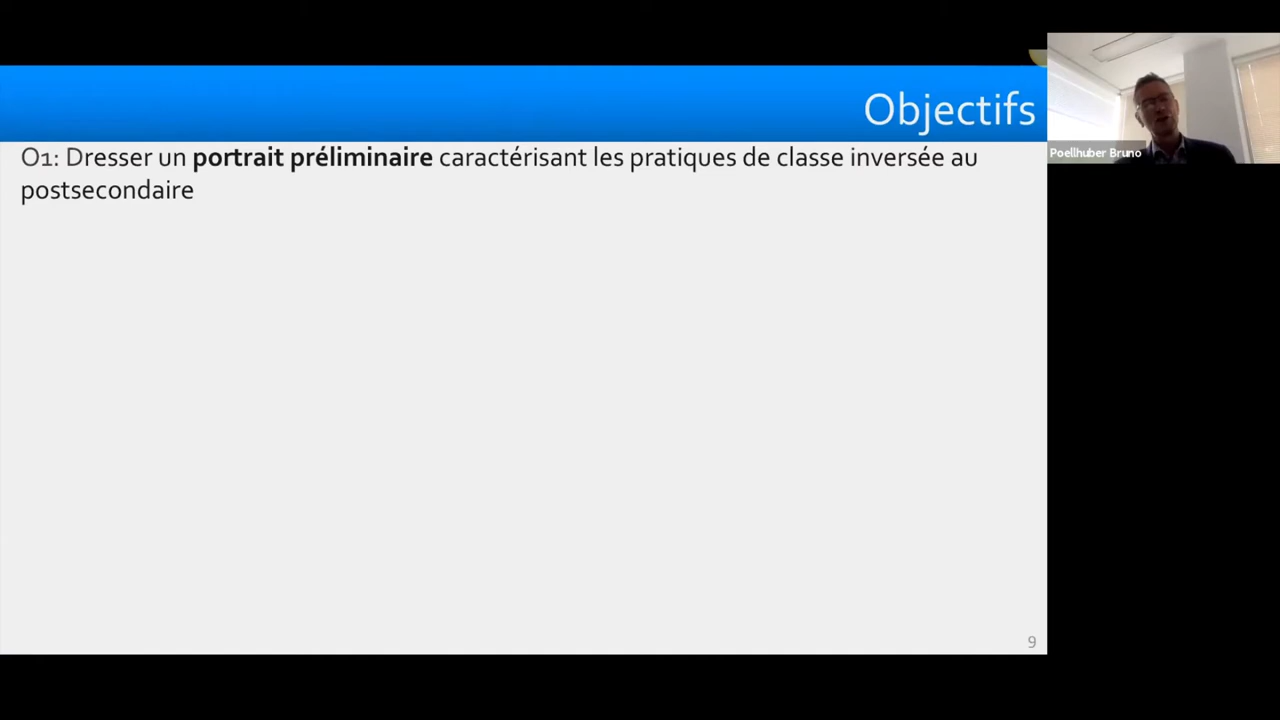 Objectifs
O1: Dresser un portrait préliminaire caractérisant les pratiques de classe inversée au
postsecondaire
Poellhuber Bruno
9